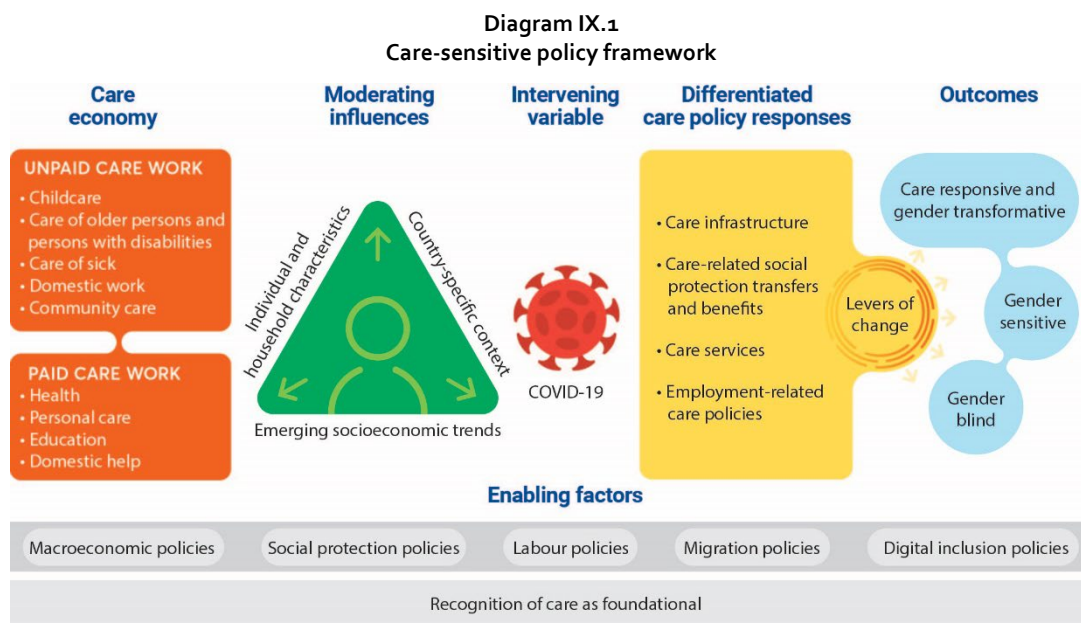 Diagram IX.1
Care-sensitive policy framework
Care
economy
Moderating
influences
Intervening
variable
Differentiated
care policy responses
Outcomes
UNPAID CARE WORK
• Childcare
• Care of older persons and
persons with disabilities
• Care of sick
• Domestic work
• Community care
PAID CARE WORK
• Health
• Personal care
• Education
• Domestic help
Individual and
household characteristics
Country-specific context
Emerging socioeconomic trends
COVID-19
• Care infrastructure
• Care-related social
protection transfers
and benefits
• Care services
• Employment-related
care policies
Levers of
change
Care responsive and
gender transformative
Gender
sensitive
Gender
blind
Enabling factors
Macroeconomic policies
Social protection policies
Labour policies
Migration policies
Digital inclusion policies
Recognition of care as foundational